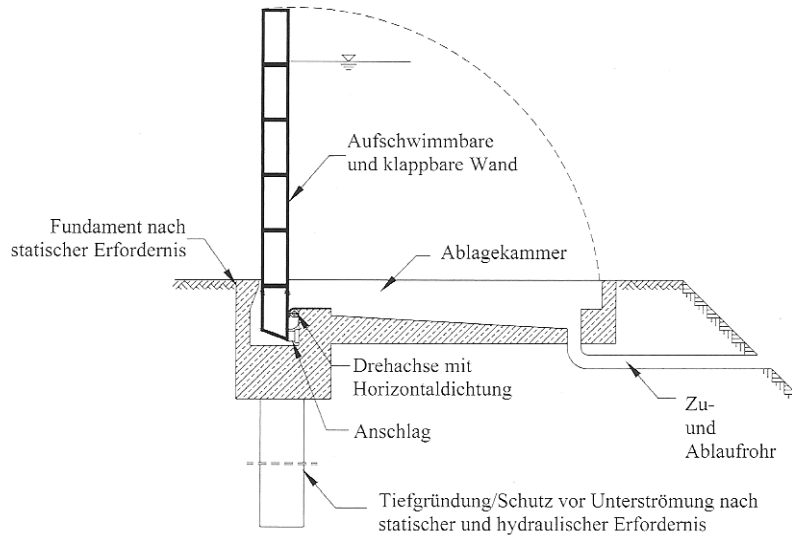 Aufschwimmbare
und klappbare Wand
Fundament nach
statischer Erfordernis
Ablagekammer
Drehachse mit
Horizontaldichtung
Anschlag
Zu-
und
Ablaufrohr
Tiefgründung/Schutz vor Unterströmung nach
statischer und hydraulischer Erfordernis